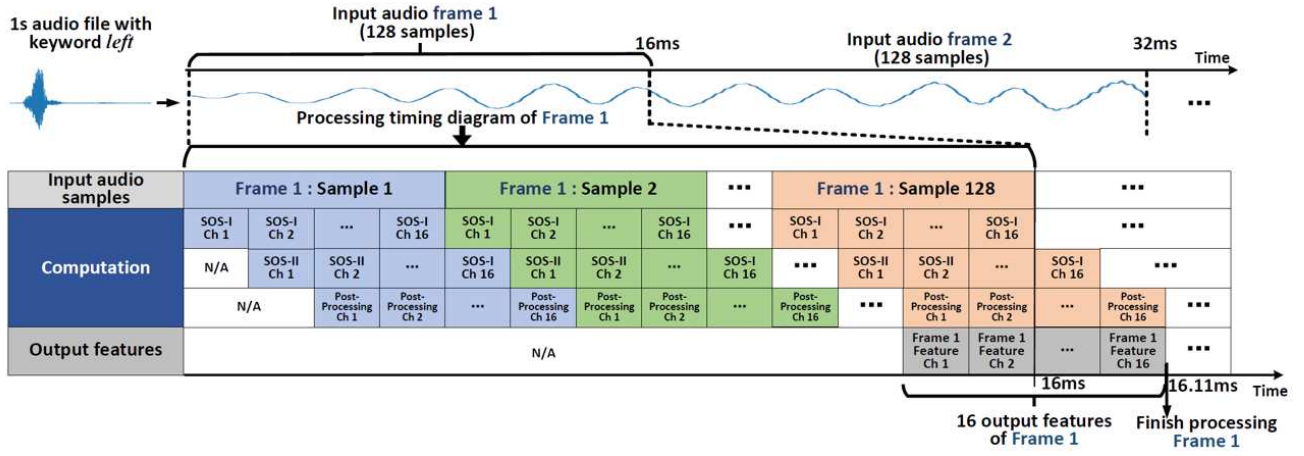 1s audio file with
keyword left
Input audio frame 1
(128 samples)
16ms
Input audio frame 2
(128 samples)
32ms
Time
...
Processing timing diagram of Frame 1
Input audio
samples
Frame 1 : Sample 1
Frame 1 : Sample 2
...
Frame 1 : Sample 128
...
...
Computation
SOS-I
Ch 1
SOS-I
Ch 2
...
SOS-I
Ch 16
SOS-I
Ch 1
SOS-I
Ch 2
...
SOS-I
Ch 16
...
SOS-I
Ch 1
SOS-I
Ch 2
...
SOS-I
Ch 16
...
...
N/A
SOS-II
Ch 1
SOS-II
Ch 2
...
SOS-I
Ch 16
SOS-II
Ch 1
SOS-II
Ch 2
...
SOS-I
Ch 16
...
SOS-II
Ch 1
SOS-II
Ch 2
...
SOS-I
Ch 16
...
N/A
Post-
Processing
Ch 1
Post-
Processing
Ch 2
...
Post-
Processing
Ch 16
Post-
Processing
Ch 1
Post-
Processing
Ch 2
...
Post-
Processing
Ch 16
...
Post-
Processing
Ch 1
Post-
Processing
Ch 2
...
Post-
Processing
Ch 16
...
Output features
N/A
Frame 1
Feature
Ch 1
Frame 1
Feature
Ch 2
...
Frame 1
Feature
Ch 16
...
16ms
16.11ms
Time
16 output features
of Frame 1
Finish processing
Frame 1